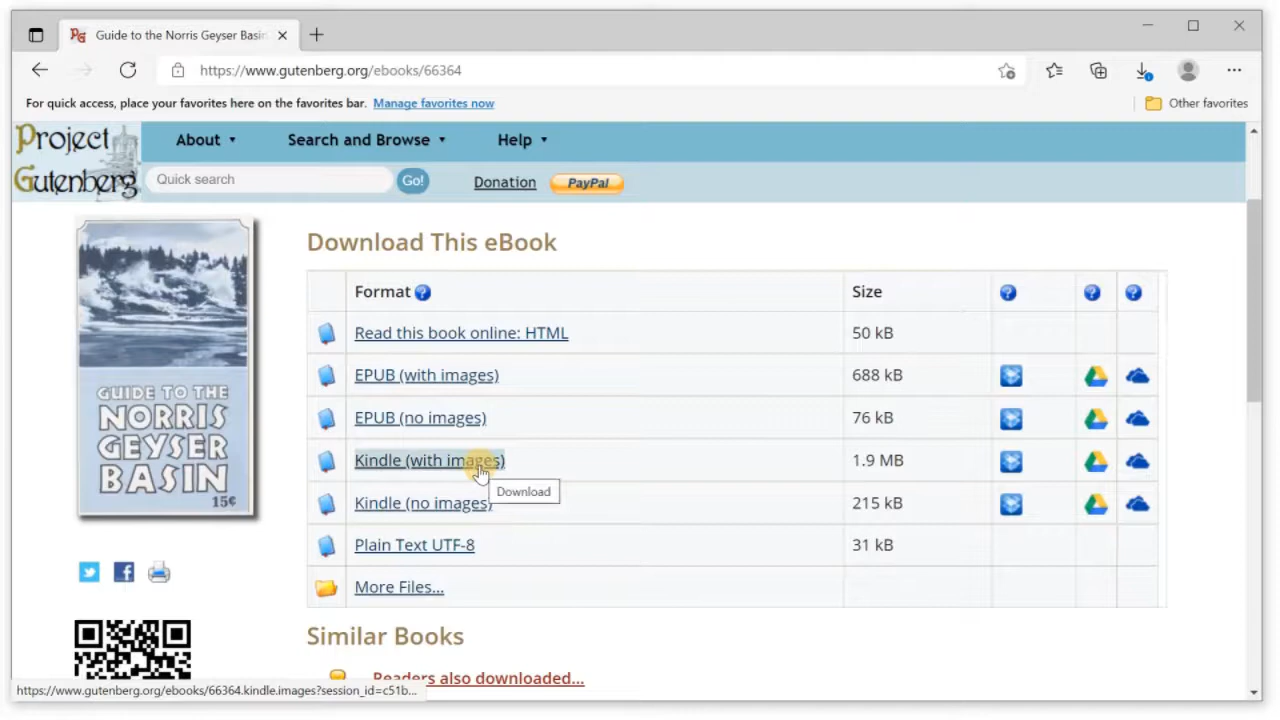 Guide to the Norris Geyser Basin
https://www.gutenberg.org/ebooks/66364
For quick access, place your favorites here on the favorites bar. Manage favorites now
Other favorites
Project
Gutenberg
About
Search and Browse
Help
Quick search
Go!
Donation
PayPal
GUIDE TO THE
NORRIS
GEYSER
BASIN
15¢
Download This eBook
Format
Size
Read this book online: HTML
50 kB
EPUB (with images)
688 kB
EPUB (no images)
76 kB
Kindle (with images)
1.9 MB
Download
Kindle (no images)
215 kB
Plain Text UTF-8
31 kB
More Files...
Similar Books
Readers also downloaded...
https://www.gutenberg.org/ebooks/66364.kindle.images?session_id=c51b...